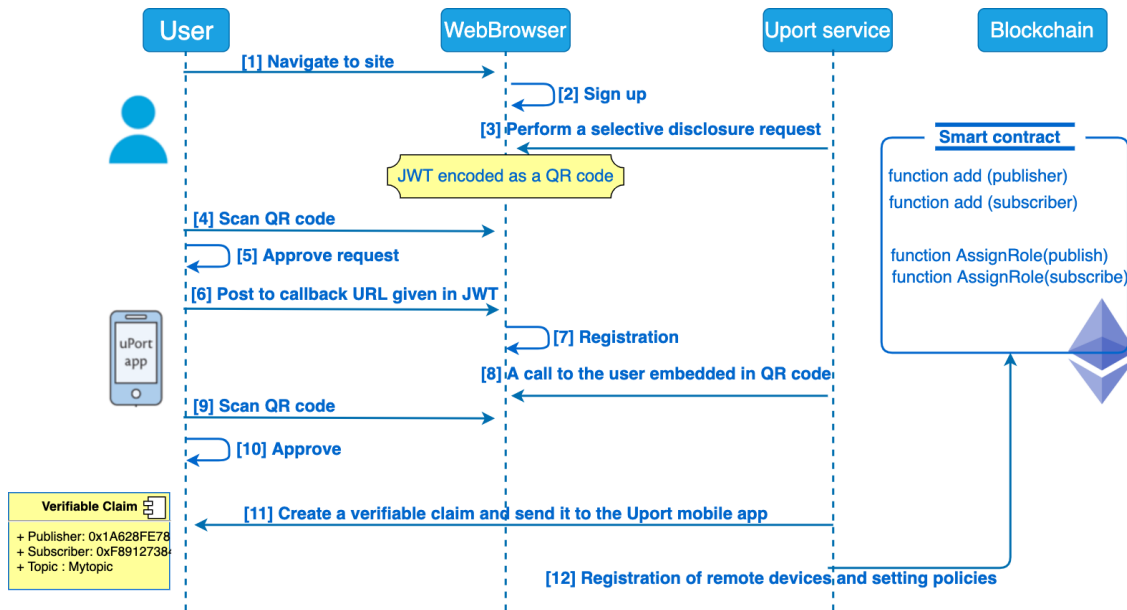 User
WebBrowser
Uport service
Blockchain
[1] Navigate to site
[2] Sign up
[3] Perform a selective disclosure request
Smart contract
JWT encoded as a QR code
function add (publisher)
function add (subscriber)
[4] Scan QR code
[5] Approve request
function AssignRole(publish)
function AssignRole(subscribe)
[6] Post to callback URL given in JWT
[7] Registration
uPort
app
[8] A call to the user embedded in QR code
[9] Scan QR code
[10] Approve
Verifiable Claim
[11] Create a verifiable claim and send it to the Uport mobile app
+ Publisher: 0x1A628FE78
+ Subscriber: 0xF8912738
+ Topic : Mytopic
[12] Registration of remote devices and setting policies